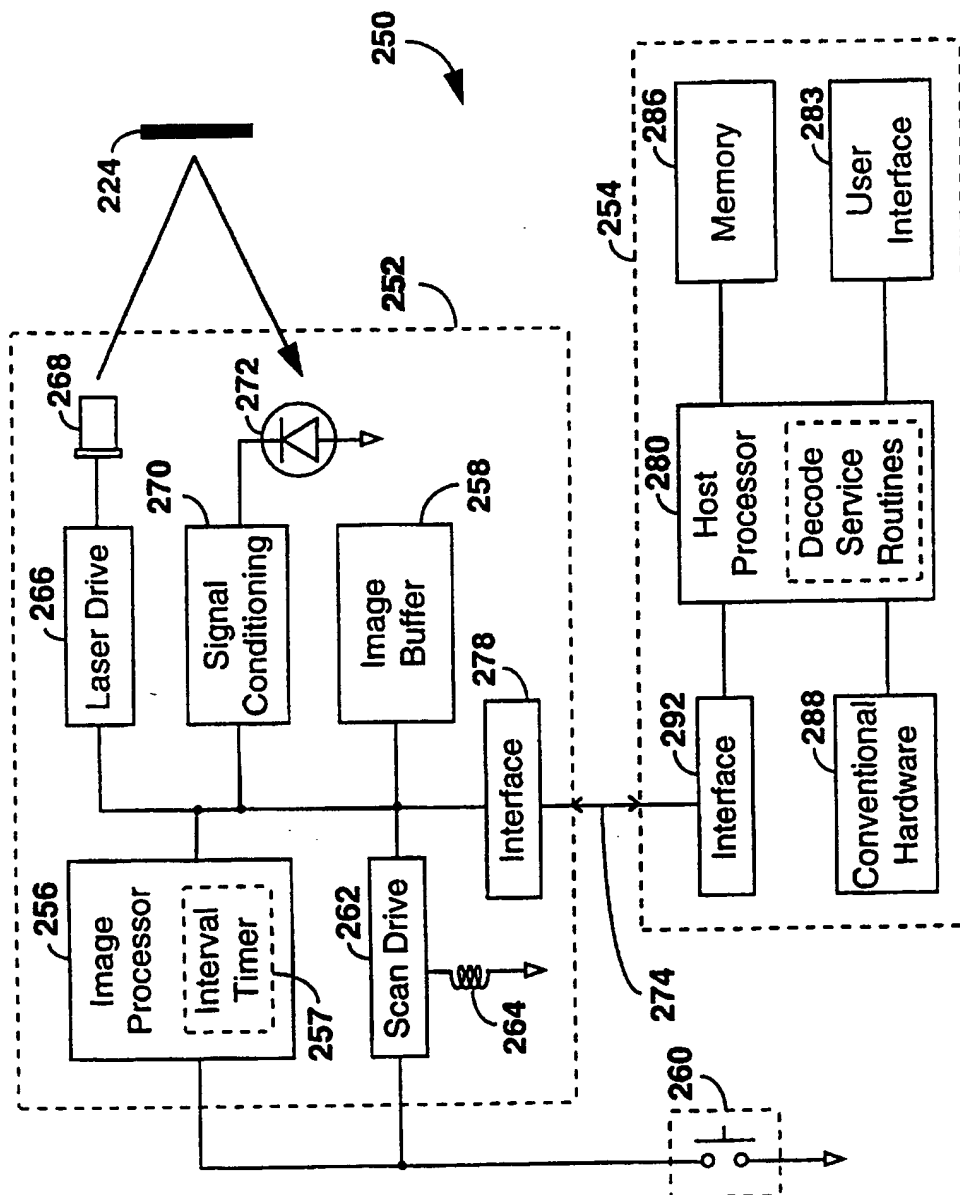 250
224
252
268
266
Laser Drive
270
Signal
Conditioning
272
258
Image
Buffer
278
Interface
256
Image
Processor
Interval
Timer
257
262
Scan Drive
264
274
260
254
286
Memory
283
User
Interface
280
Host
Processor
Decode
Service
Routines
292
Interface
288
Conventional
Hardware